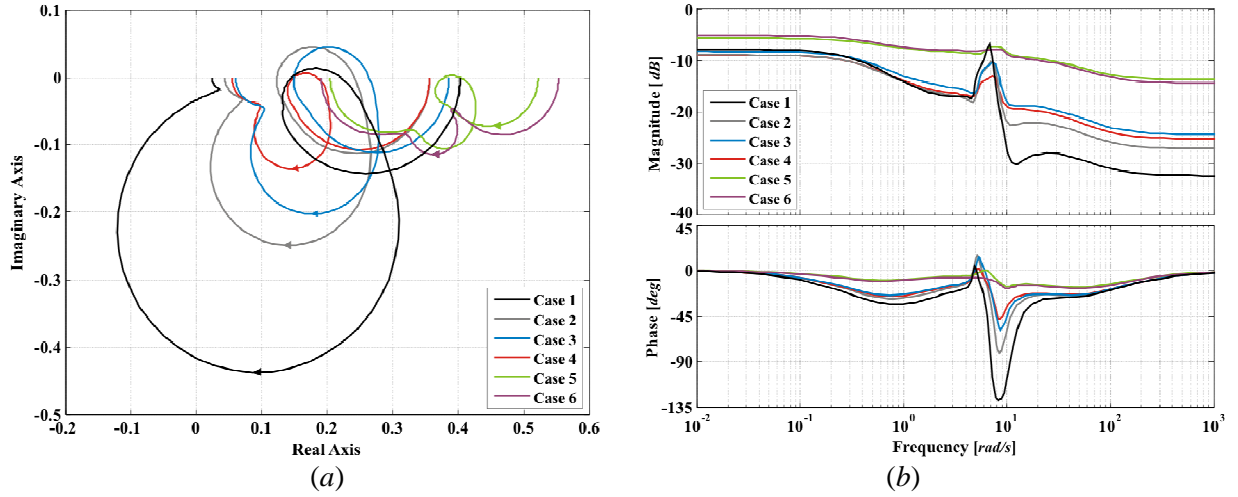 0.1
0
-0.1
-0.2
-0.3
-0.4
-0.5
Imaginary Axis
-0.2
-0.1
0
0.1
0.2
0.3
0.4
0.5
0.6
Real Axis
Case 1
Case 2
Case 3
Case 4
Case 5
Case 6
(a)
0
-10
-20
-30
-40
Magnitude [dB]
Case 1
Case 2
Case 3
Case 4
Case 5
Case 6
45
0
-45
-90
-135
Phase [deg]
10^-2
10^-1
10^0
10^1
10^2
10^3
Frequency [rad/s]
(b)